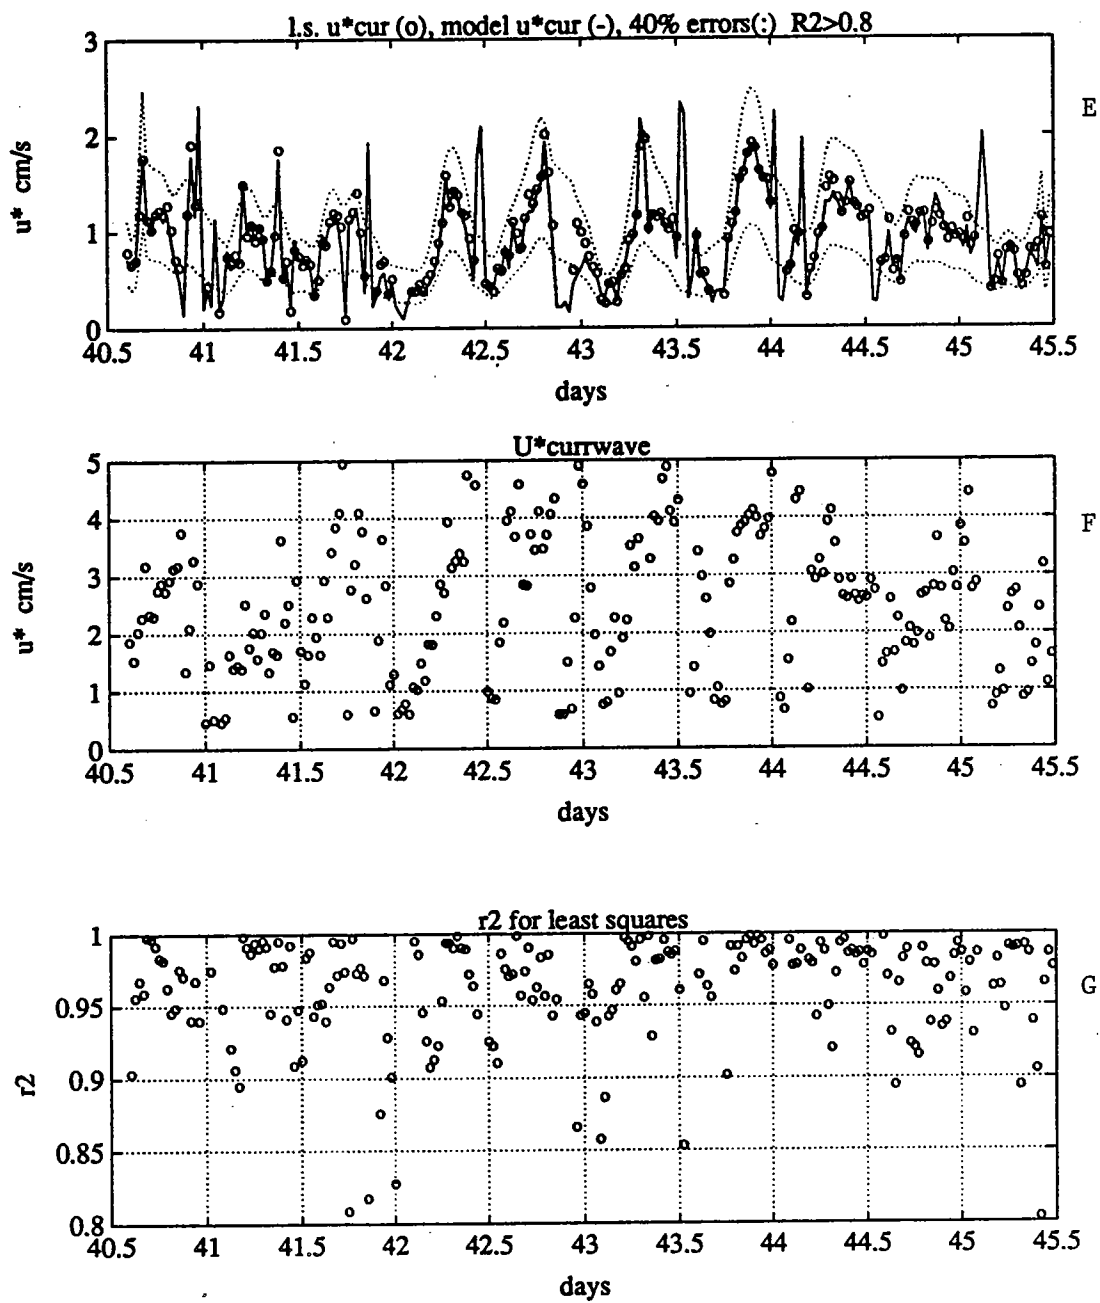 l.s. u*cur (o), model u*cur (-), 40% errors(:) R2>0.8
3
2
1
0
u* cm/s
40.5 41 41.5 42 42.5 43 43.5 44 44.5 45 45.5
days
E
U*currwave
5
4
3
2
1
0
u* cm/s
40.5 41 41.5 42 42.5 43 43.5 44 44.5 45 45.5
days
F
r2 for least squares
1
0.95
0.9
0.85
0.8
r2
40.5 41 41.5 42 42.5 43 43.5 44 44.5 45 45.5
days
G